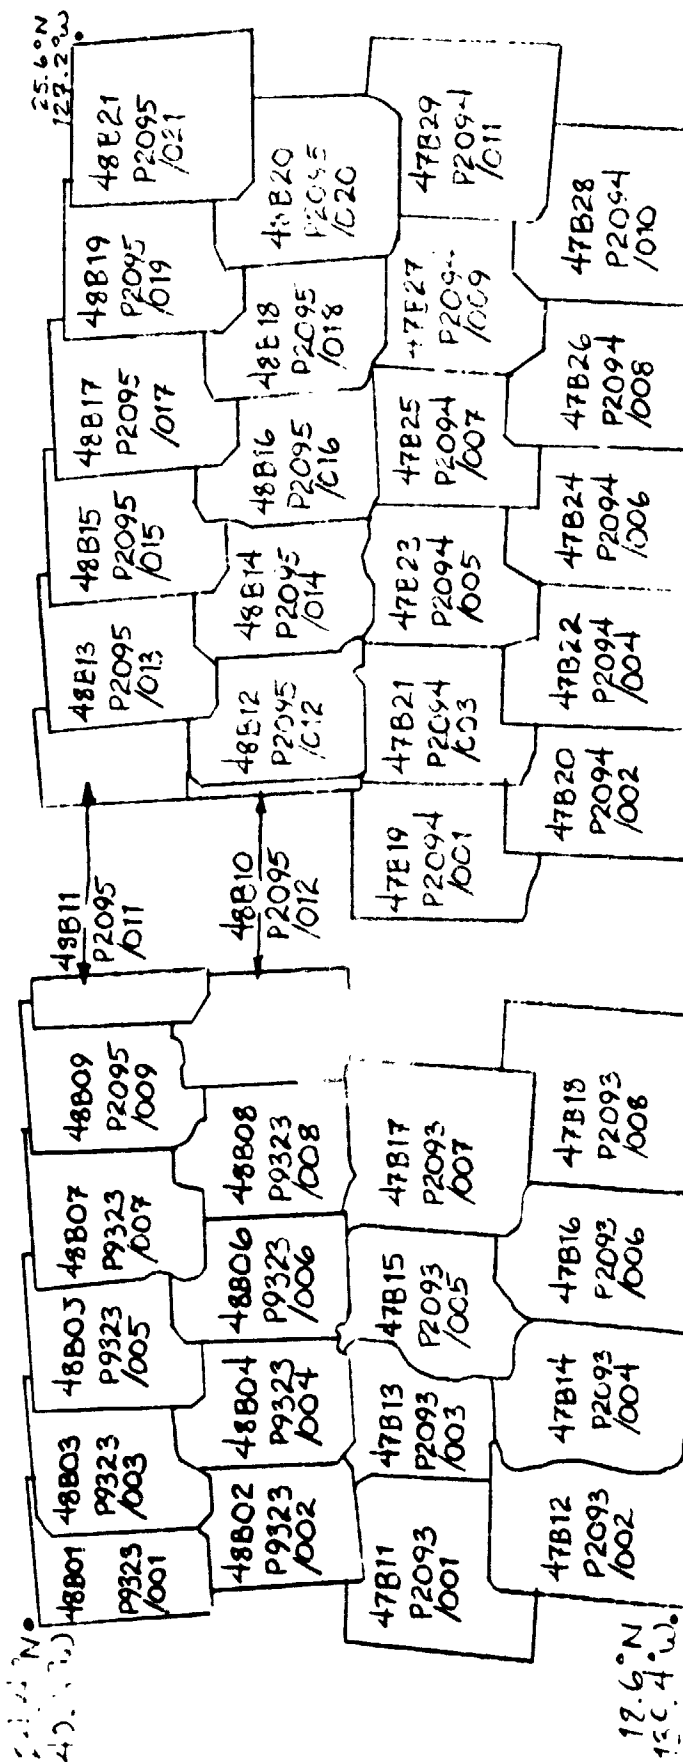 25.6°N
127.2°W
48B01
P9323
/001
48B03
P9323
/003
48B03
P9323
/005
48B07
P9323
/007
48B09
P2095
/009
48B11
P2095
/011
48B13
P2095
/013
48B15
P2095
/015
48B17
P2095
/017
48B19
P2095
/019
48B21
P2095
/021
48B02
P9323
/002
48B04
P9323
/004
48B06
P9323
/006
48B08
P9323
/008
48B10
P2095
/012
48B12
P2095
/012
48B14
P2095
/014
48B16
P2095
/016
48B18
P2095
/018
48B20
P2095
/020
47B11
P2093
/001
47B13
P2093
/003
47B15
P2093
/005
47B17
P2093
/007
47B19
P2094
/001
47B21
P2094
/003
47B23
P2094
/005
47B25
P2094
/007
47B27
P2094
/009
47B29
P2094
/011
47B12
P2093
/002
47B14
P2093
/004
47B16
P2093
/006
47B18
P2093
/008
47B20
P2094
/002
47B22
P2094
/004
47B24
P2094
/006
47B26
P2094
/008
47B28
P2094
/010